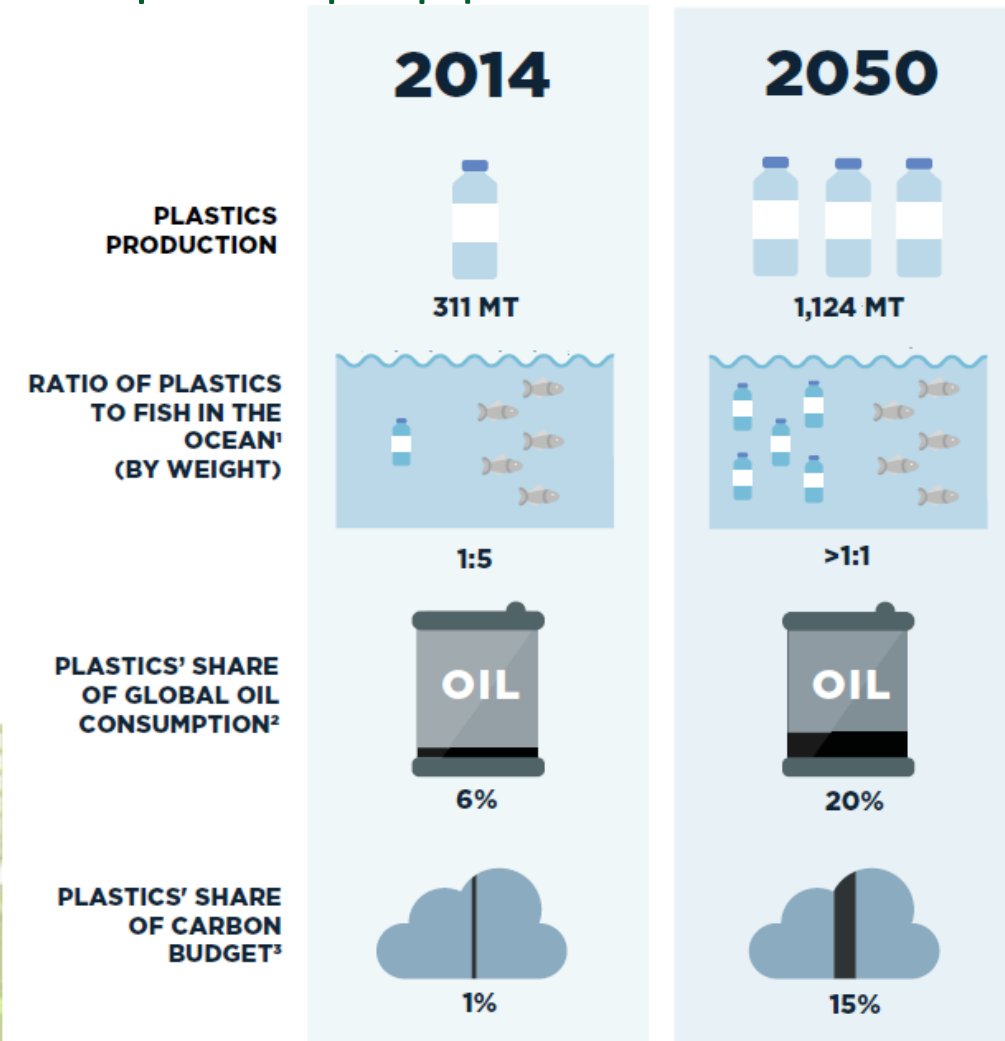 2014
2050
PLASTICS
PRODUCTION
311 MT
1,124 MT
RATIO OF PLASTICS
TO FISH IN THE
OCEAN¹
(BY WEIGHT)
1:5
>1:1
PLASTICS’ SHARE
OF GLOBAL OIL
CONSUMPTION²
OIL
OIL
6%
20%
PLASTICS' SHARE
OF CARBON
BUDGET³
1%
15%